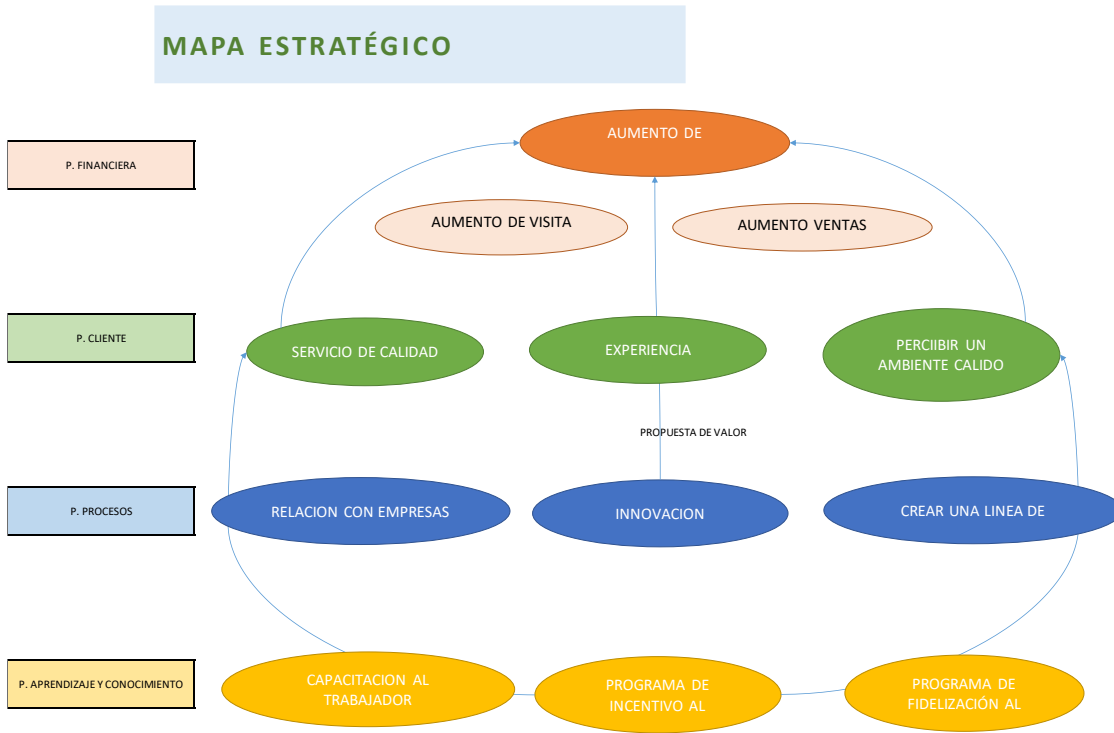 MAPA ESTRATÉGICO
AUMENTO DE
P. FINANCIERA
AUMENTO DE VISITA
AUMENTO VENTAS
P. CLIENTE
SERVICIO DE CALIDAD
EXPERIENCIA
PERCIIBIR UN
AMBIENTE CALIDO
PROPUESTA DE VALOR
P. PROCESOS
RELACION CON EMPRESAS
INNOVACION
CREAR UNA LINEA DE
P. APRENDIZAJE Y CONOCIMIENTO
CAPACITACION AL
TRABAJADOR
PROGRAMA DE
INCENTIVO AL
PROGRAMA DE
FIDELIZACIÓN AL